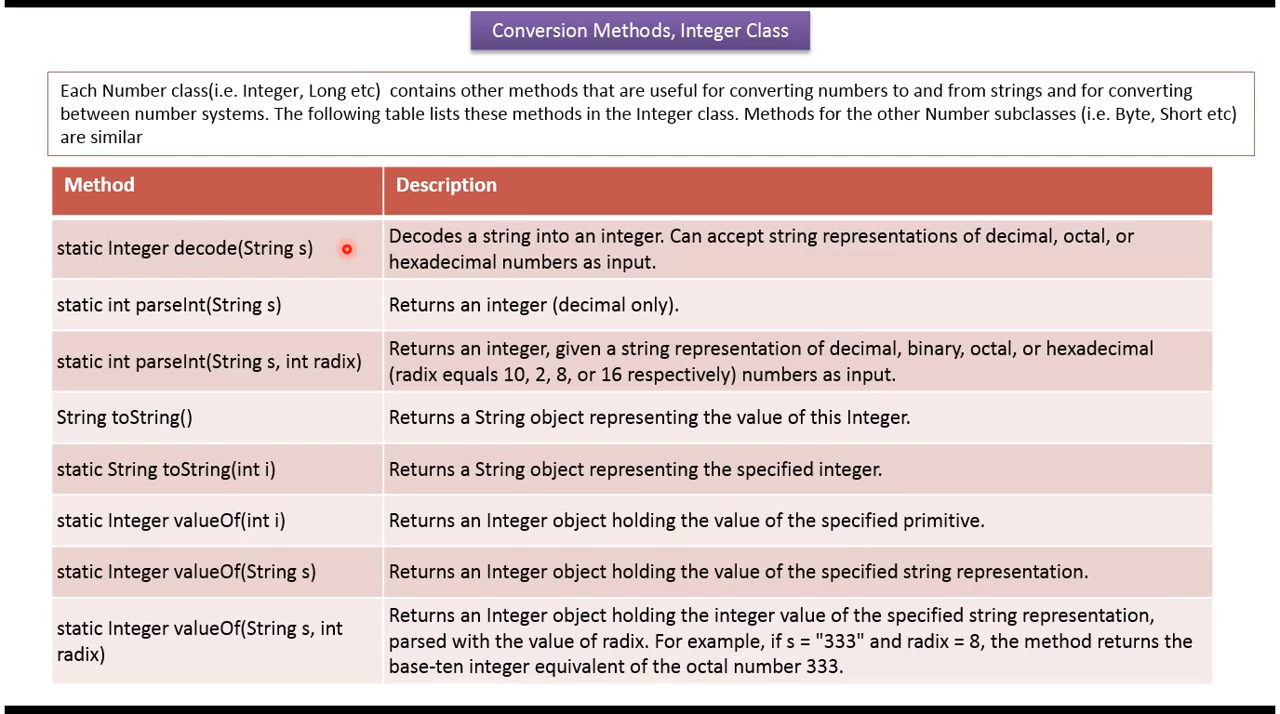 Conversion Methods, Integer Class
Each Number class(i.e. Integer, Long etc)  contains other methods that are useful for converting numbers to and from strings and for converting
between number systems. The following table lists these methods in the Integer class. Methods for the other Number subclasses (i.e. Byte, Short etc)
are similar
Method
Description
static Integer decode(String s)
Decodes a string into an integer. Can accept string representations of decimal, octal, or
hexadecimal numbers as input.
static int parseInt(String s)
Returns an integer (decimal only).
static int parseInt(String s, int radix)
Returns an integer, given a string representation of decimal, binary, octal, or hexadecimal
(radix equals 10, 2, 8, or 16 respectively) numbers as input.
String toString()
Returns a String object representing the value of this Integer.
static String toString(int i)
Returns a String object representing the specified integer.
static Integer valueOf(int i)
Returns an Integer object holding the value of the specified primitive.
static Integer valueOf(String s)
Returns an Integer object holding the value of the specified string representation.
static Integer valueOf(String s, int
radix)
Returns an Integer object holding the integer value of the specified string representation,
parsed with the value of radix. For example, if s = "333" and radix = 8, the method returns the
base-ten integer equivalent of the octal number 333.